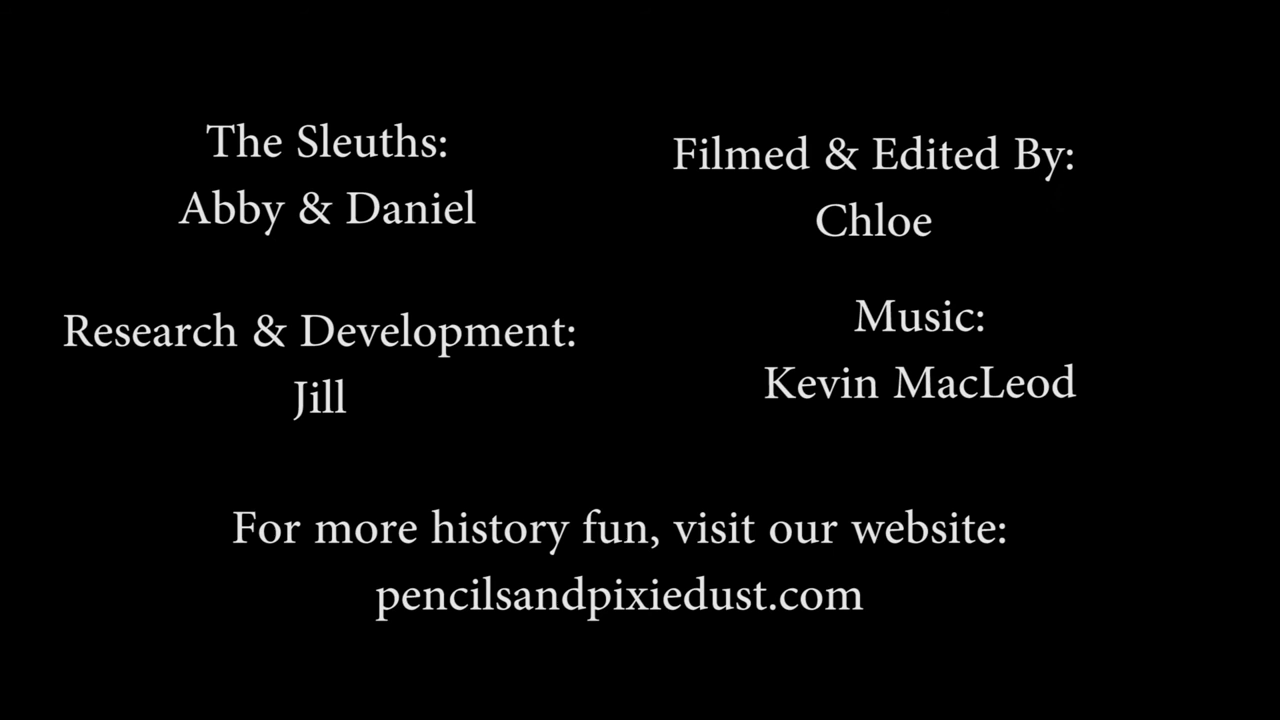 The Sleuths:
Abby & Daniel
Filmed & Edited By:
Chloe
Research & Development:
Jill
Music:
Kevin MacLeod
For more history fun, visit our website:
pencilsandpixiedust.com